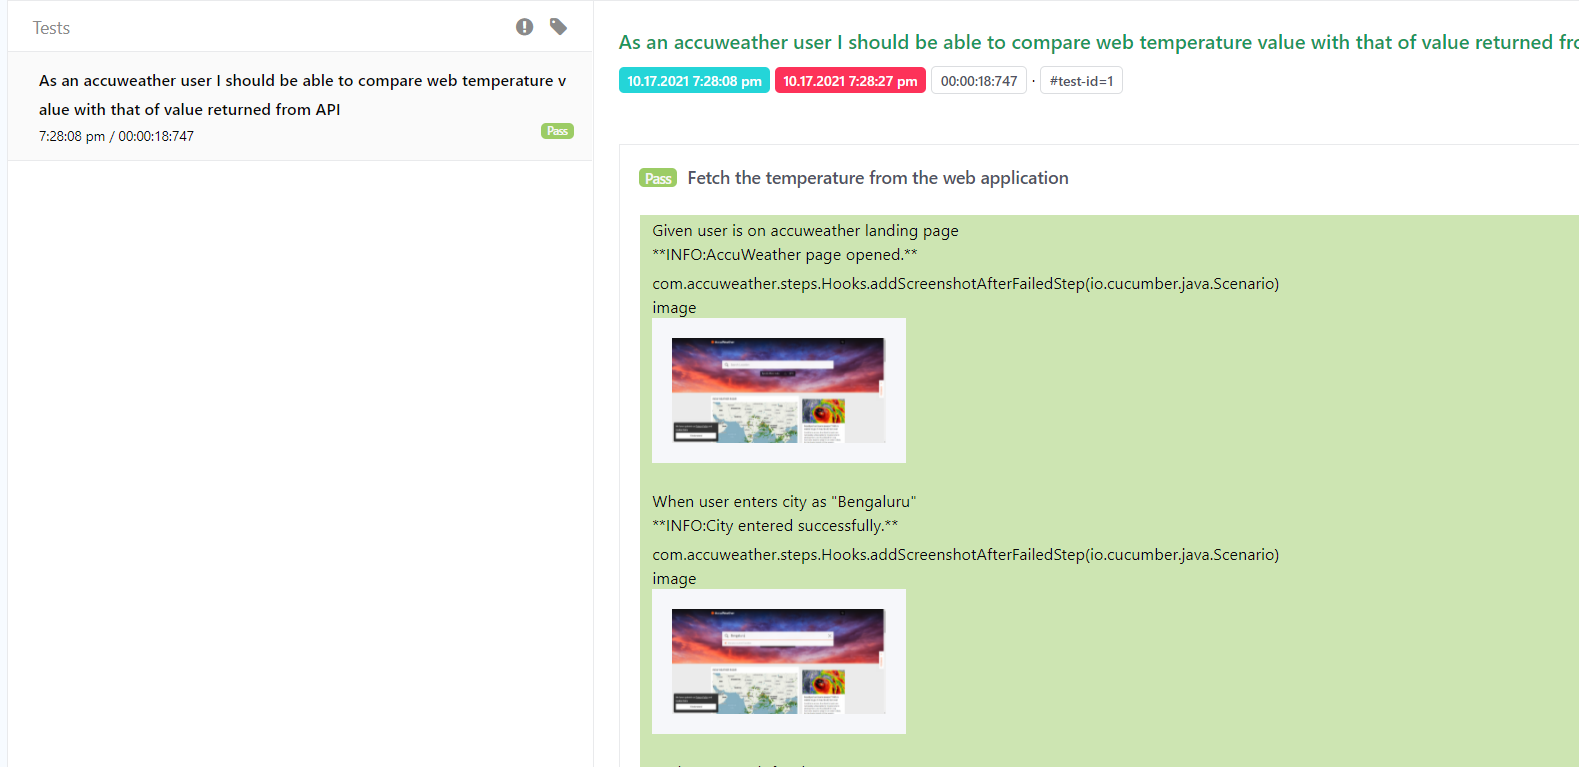 Tests
As an accuweather user I should be able to compare web temperature v
alue with that of value returned from API
7:28:08 pm / 00:00:18:747
Pass
As an accuweather user I should be able to compare web temperature value with that of value returned
10.17.2021 7:28:08 pm 10.17.2021 7:28:27 pm 00:00:18:747 · #test-id=1
Pass Fetch the temperature from the web application
Given user is on accuweather landing page
**INFO:AccuWeather page opened.**
com.accuweather.steps.Hooks.addScreenshotAfterFailedStep(io.cucumber.java.Scenario)
image
When user enters city as "Bengaluru"
**INFO:City entered successfully.**
com.accuweather.steps.Hooks.addScreenshotAfterFailedStep(io.cucumber.java.Scenario)
image